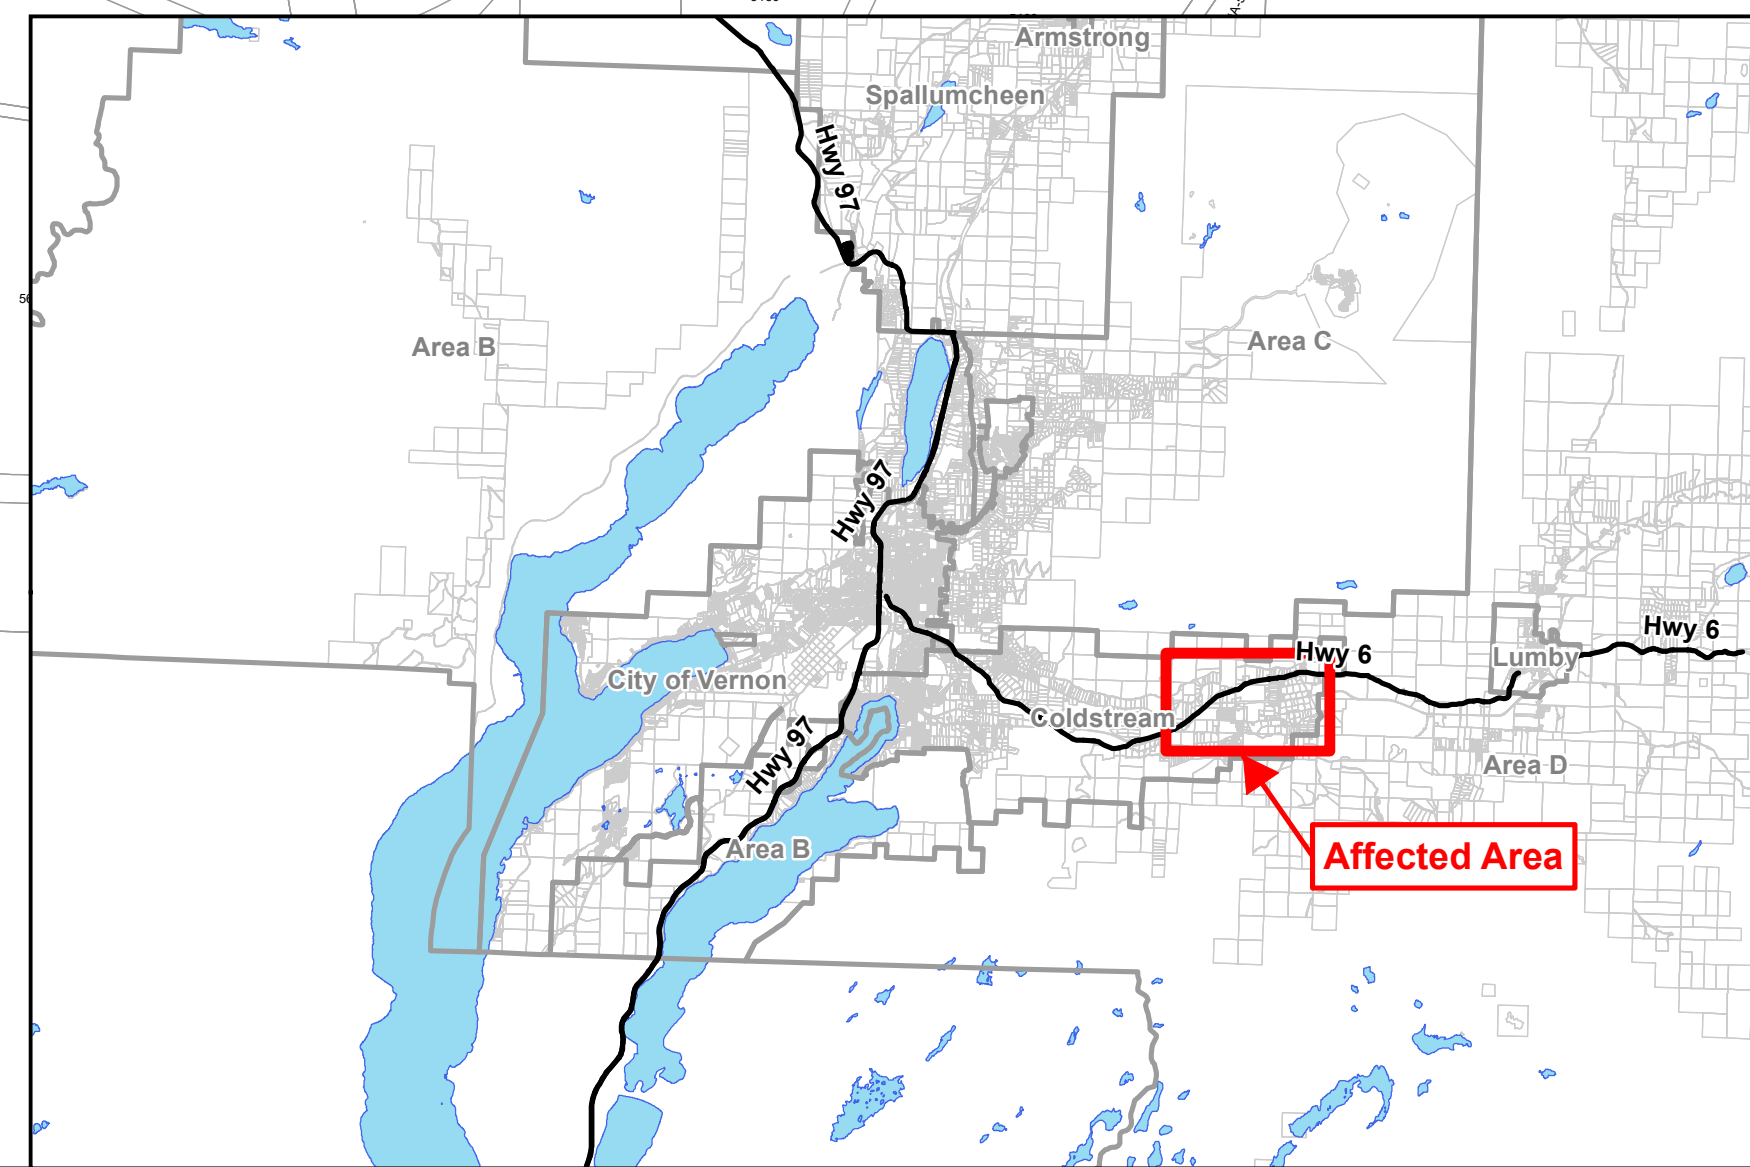 Armstrong
Spallumcheen
Hwy 97
Area B
Area C
Hwy 97
Hwy 6
Hwy 6
Lumby
City of Vernon
Coldstream
Hwy 97
Area D
Area B
Affected Area